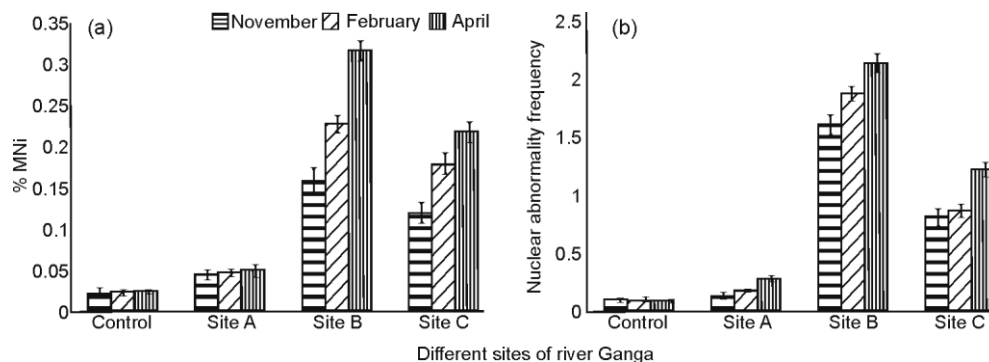 (a)
November February April
% MNi
0.35
0.3
0.25
0.2
0.15
0.1
0.05
0
Control Site A Site B Site C
(b)
Nuclear abnormality frequency
2.5
2
1.5
1
0.5
0
Control Site A Site B Site C
Different sites of river Ganga